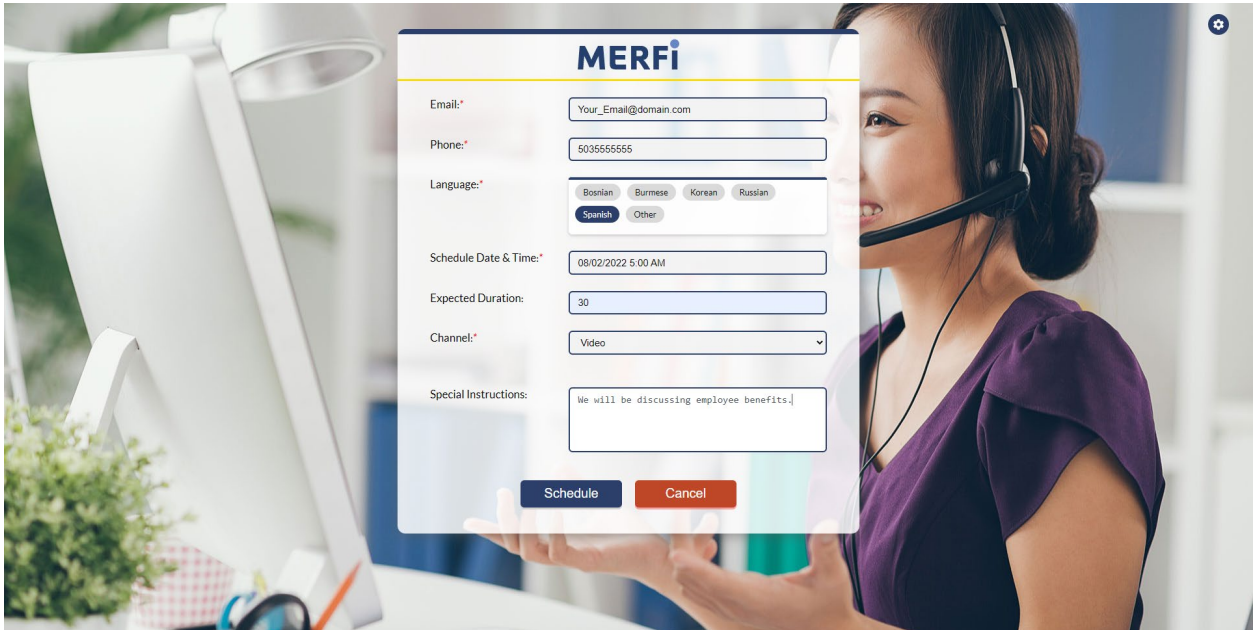 MERFi
Email:* Your_Email@domain.com
Phone:* 5035555555
Language:* Bosnian Burmese Korean Russian
Spanish Other
Schedule Date & Time:* 08/02/2022 5:00 AM
Expected Duration: 30
Channel:* Video
Special Instructions: We will be discussing employee benefits.
Schedule Cancel